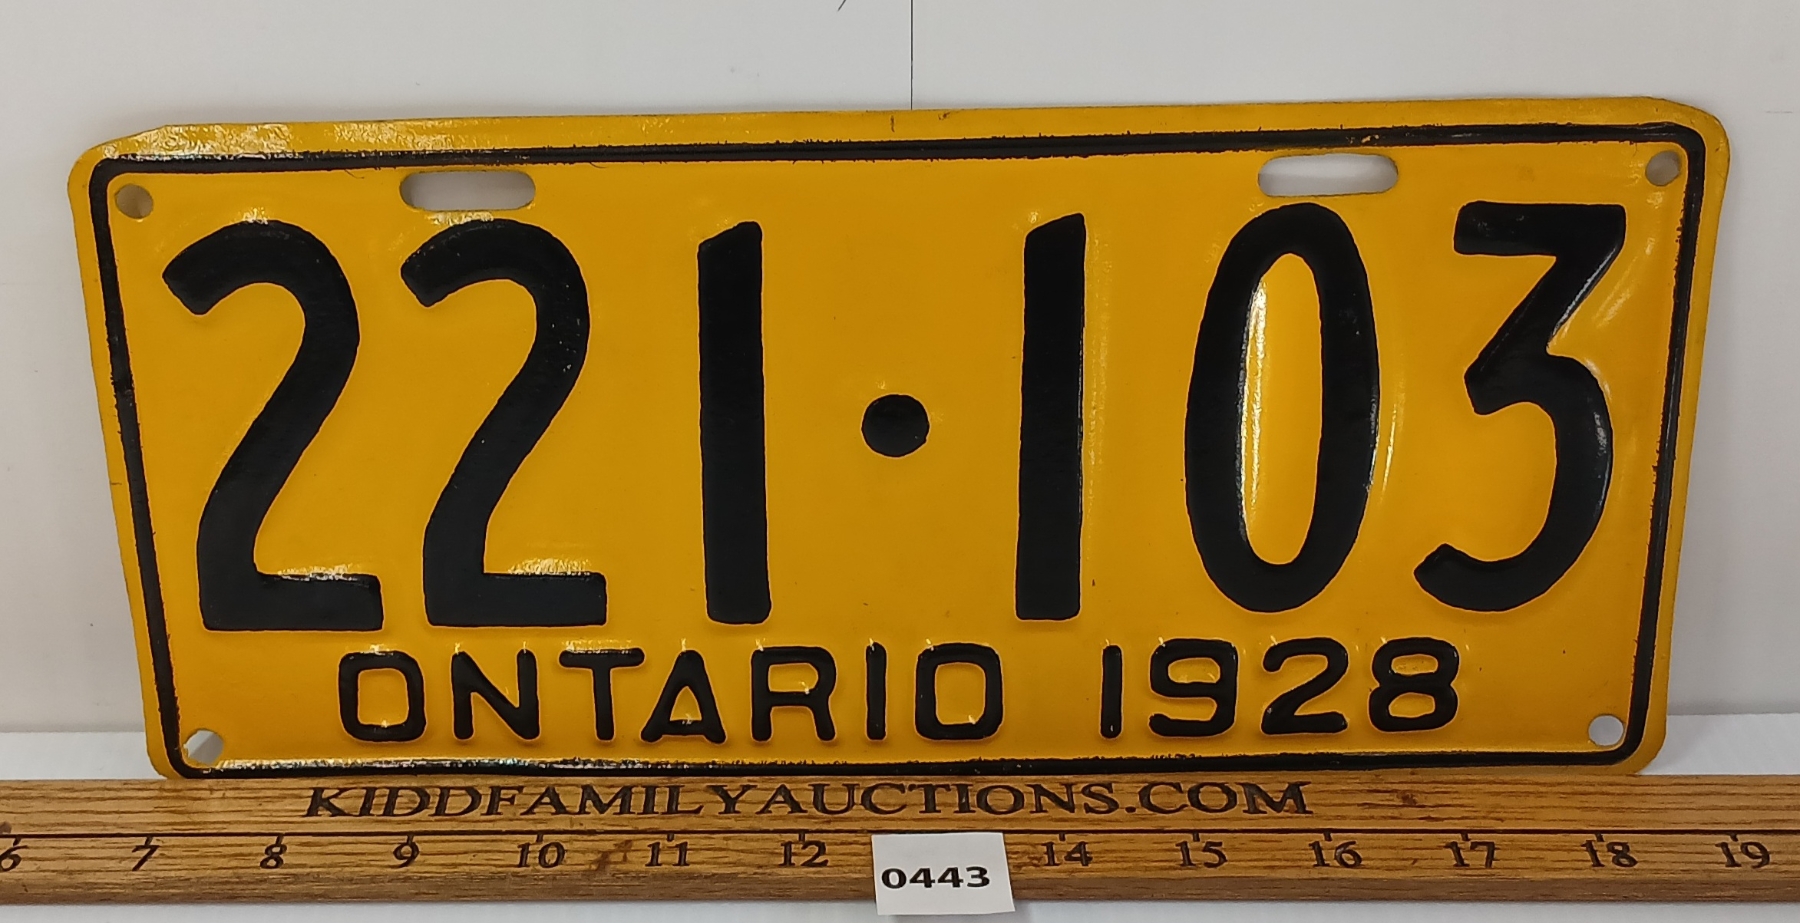 221•103
ONTARIO 1928
KIDDFAMILYAUCTIONS.COM
6 7 8 9 10 11 12 14 15 16 17 18 19
0443